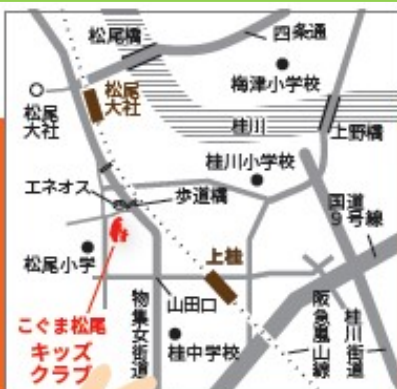 松尾橋
四条通
梅津小学校
松尾
大社
松尾
大社
桂川
上野橋
桂川小学校
エネオス
歩道橋
国道
9号線
松尾小学
上桂
こぐま松尾
キッズ
クラブ
物集女街道
山田口
桂中学校
阪急嵐山線
桂川街道